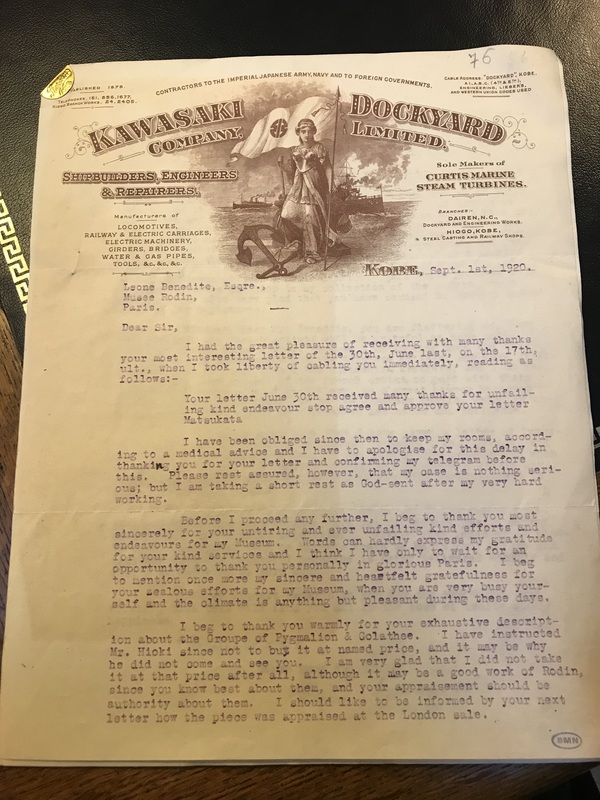 76
CONTRACTORS TO THE IMPERIAL JAPANESE ARMY, NAVY AND TO FOREIGN GOVERNMENTS.
1878.
TELEPHONES, 181, 856, 1677,
24, 2402.
CABLE ADDRESS. "DOCKYARD", KOBE.
ENGINEERING, LIEBERS,
AND WESTERN UNION CODES USED
KAWASAKI DOCKYARD
COMPANY, LIMITED.
SHIPBUILDERS, ENGINEERS
& REPAIRERS.
Manufacturers of
LOCOMOTIVES,
RAILWAY & ELECTRIC CARRIAGES,
ELECTRIC MACHINERY,
GIRDERS, BRIDGES,
WATER & GAS PIPES,
TOOLS, &c. &c. &c.
Sole Makers of
CURTIS MARINE
STEAM TURBINES.
BRANCHES:-
DAIREN, N.C.,
DOCKYARD AND ENGINEERING WORKS.
HIOGO, KOBE,
STEEL CASTING AND RAILWAY SHOPS.
KOBE, Sept. 1st, 1920.
Leone Benedite, Esqre.,
Musee Rodin,
Paris.
Dear Sir,
I had the great pleasure of receiving with many thanks
your most interesting letter of the 30th, June last, on the 17th,
ult., when I took liberty of cabling you immediately, reading as
follows:-
Your letter June 30th received many thanks for unfail-
ing kind endeavour stop agree and approve your letter
Matsukata
I have been obliged since then to keep my rooms, accord-
ing to a medical advice and I have to apologise for this delay in
thanking you for your letter and confirming my telegram before
this. Please rest assured, however, that my case is nothing seri-
ous; but I am taking a short rest as God-sent after my very hard
working.
Before I proceed any further, I beg to thank you most
sincerely for your untiring and ever unfailing kind efforts and
endeavours for my Museum. Words can hardly express my gratitude
for your kind services and I think I have only to wait for an
opportunity to thank you personally in glorious Paris. I beg
to mention once more my sincere and heartfelt gratefulness for
your zealous efforts for my Museum, when you are very busy your-
self and the climate is anything but pleasant during these days.
I beg to thank you warmly for your exhaustive descript-
ion about the Groupe of Pygmalion & Golathee. I have instructed
Mr. Hioki since not to buy it at named price, and it may be why
he did not come and see you. I am very glad that I did not take
it at that price after all, although it may be a good work of Rodin,
since you know best about them, and your appraisement should be
authority about them. I should like to be informed by your next
letter how the piece was appraised at the London sale.